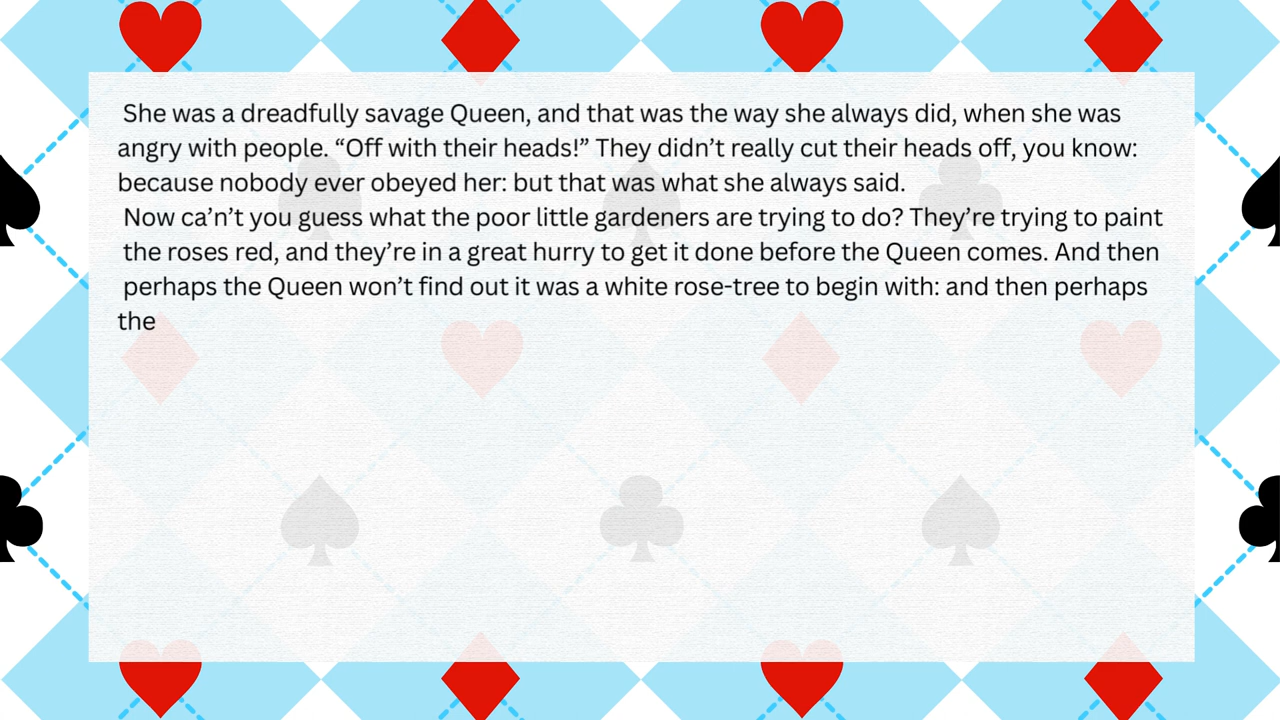 She was a dreadfully savage Queen, and that was the way she always did, when she was
angry with people. “Off with their heads!” They didn’t really cut their heads off, you know:
because nobody ever obeyed her: but that was what she always said.
Now ca’n’t you guess what the poor little gardeners are trying to do? They’re trying to paint
the roses red, and they’re in a great hurry to get it done before the Queen comes. And then
perhaps the Queen won’t find out it was a white rose-tree to begin with: and then perhaps
the